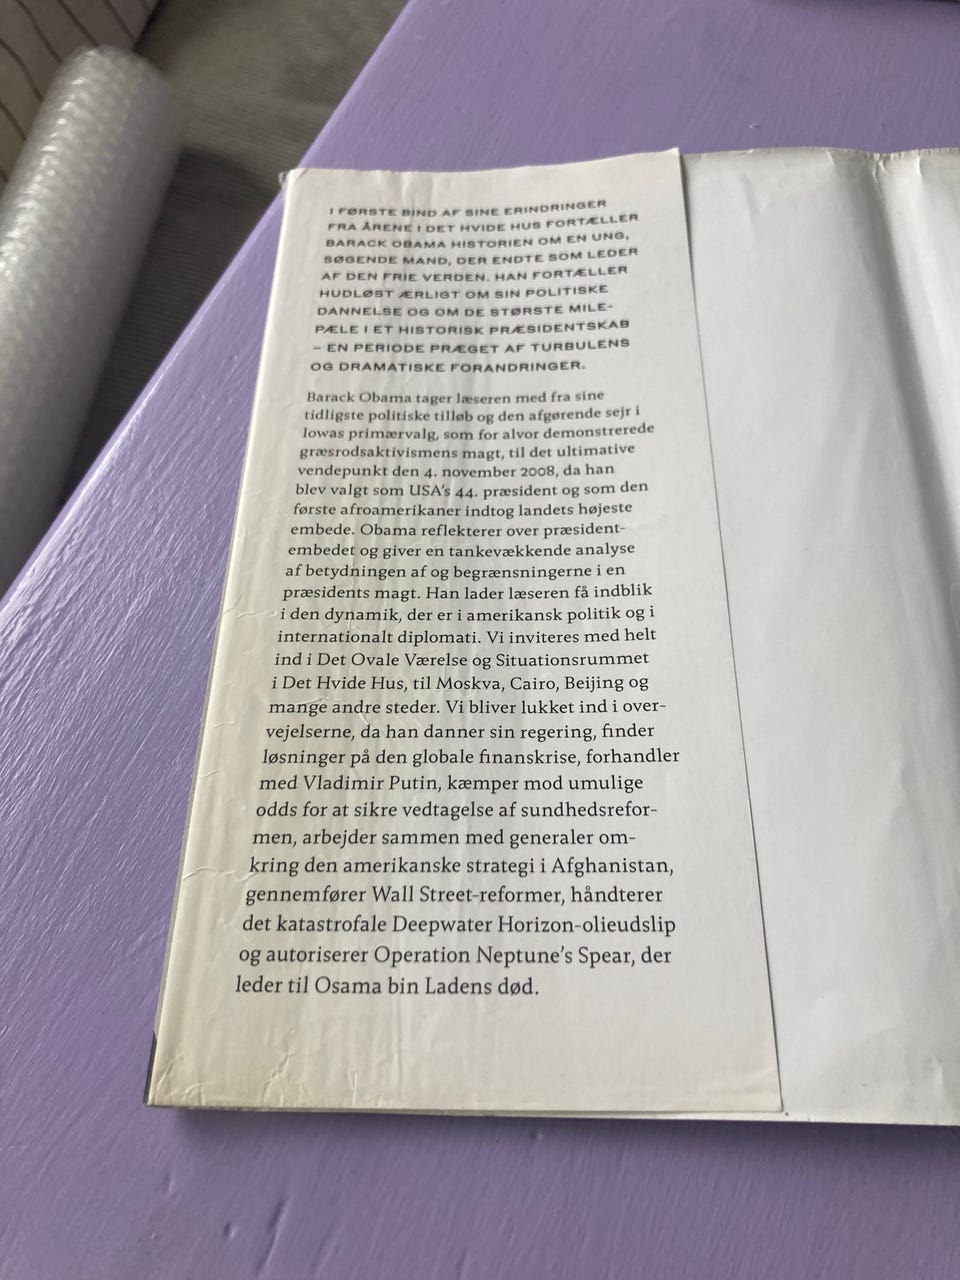 I FØRSTE BIND AF SINE ERINDRINGER
FRA ÅRENE I DET HVIDE HUS FORTÆLLER
BARACK OBAMA HISTORIEN OM EN UNG,
SØGENDE MAND, DER ENDTE SOM LEDER
AF DEN FRIE VERDEN. HAN FORTÆLLER
HUDLØST ÆRLIGT OM SIN POLITISKE
DANNELSE OG OM DE STØRSTE MILE-
PÆLE I ET HISTORISK PRÆSIDENTSKAB
– EN PERIODE PRÆGET AF TURBULENS
OG DRAMATISKE FORANDRINGER.
Barack Obama tager læseren med fra sine
tidligste politiske tilløb og den afgørende sejr i
Iowas primærvalg, som for alvor demonstrerede
græsrodsaktivismens magt, til det ultimative
vendepunkt den 4. november 2008, da han
blev valgt som USA's 44. præsident og som den
første afroamerikaner indtog landets højeste
embede. Obama reflekterer over præsident-
embedet og giver en tankevækkende analyse
af betydningen af og begrænsningerne i en
præsidents magt. Han lader læseren få indblik
i den dynamik, der er i amerikansk politik og i
internationalt diplomati. Vi inviteres med helt
ind i Det Ovale Værelse og Situationsrummet
i Det Hvide Hus, til Moskva, Cairo, Beijing og
mange andre steder. Vi bliver lukket ind i over-
vejelserne, da han danner sin regering, finder
løsninger på den globale finanskrise, forhandler
med Vladimir Putin, kæmper mod umulige
odds for at sikre vedtagelse af sundhedsrefor-
men, arbejder sammen med generaler om-
kring den amerikanske strategi i Afghanistan,
gennemfører Wall Street-reformer, håndterer
det katastrofale Deepwater Horizon-olieudslip
og autoriserer Operation Neptune's Spear, der
leder til Osama bin Ladens død.